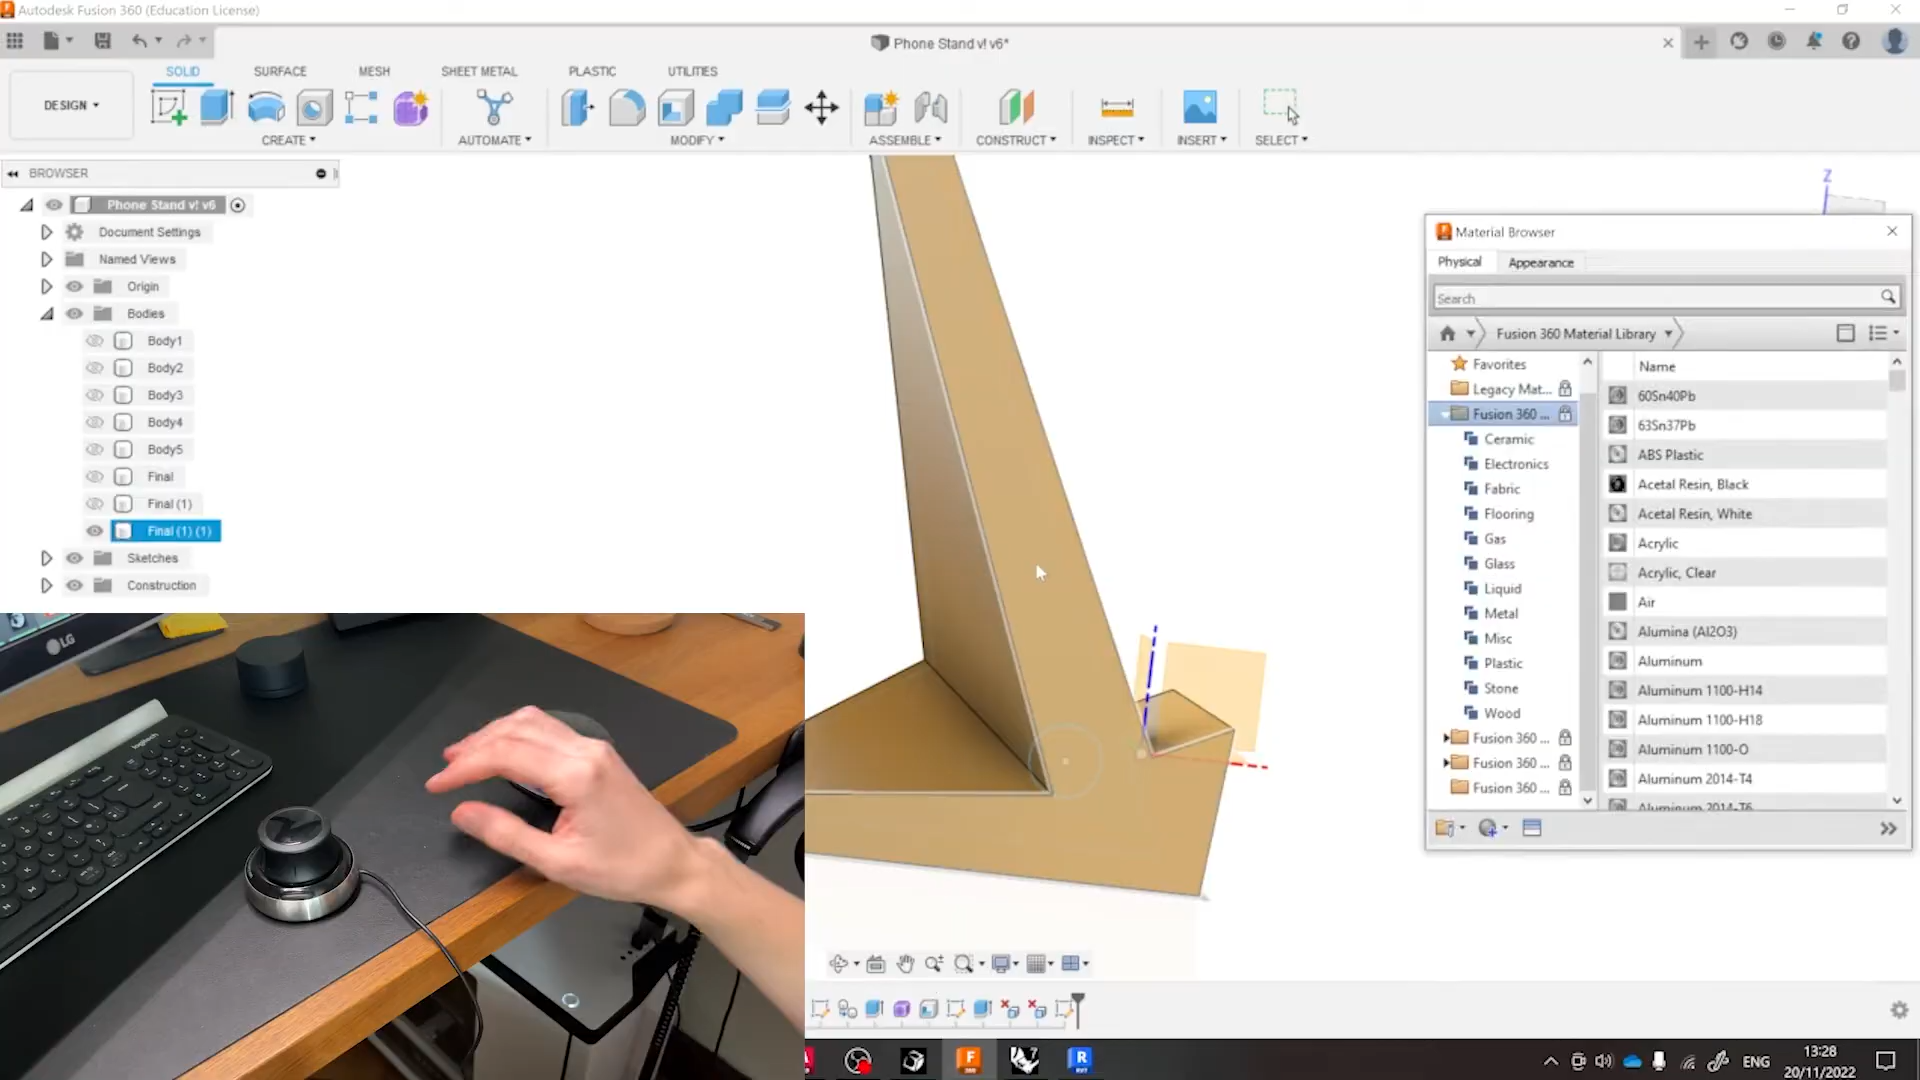 Autodesk Fusion 360 (Education License)
Phone Stand v! v6*
SOLID
SURFACE
MESH
SHEET METAL
PLASTIC
UTILITIES
DESIGN
CREATE
AUTOMATE
MODIFY
ASSEMBLE
CONSTRUCT
INSPECT
INSERT
SELECT
BROWSER
Phone Stand v! v6
Document Settings
Named Views
Origin
Bodies
Body1
Body2
Body3
Body4
Body5
Final
Final (1)
Final (1) (1)
Sketches
Construction
Z
Material Browser
Physical
Appearance
Search
Fusion 360 Material Library
Favorites
Legacy Mat...
Fusion 360 ...
Ceramic
Electronics
Fabric
Flooring
Gas
Glass
Liquid
Metal
Misc
Plastic
Stone
Wood
Fusion 360 ...
Fusion 360 ...
Fusion 360 ...
Name
60Sn40Pb
63Sn37Pb
ABS Plastic
Acetal Resin, Black
Acetal Resin, White
Acrylic
Acrylic, Clear
Air
Alumina (Al2O3)
Aluminum
Aluminum 1100-H14
Aluminum 1100-H18
Aluminum 1100-O
Aluminum 2014-T4
Aluminum 2014-T6
LG
logitech
ENG
13:28
20/11/2022